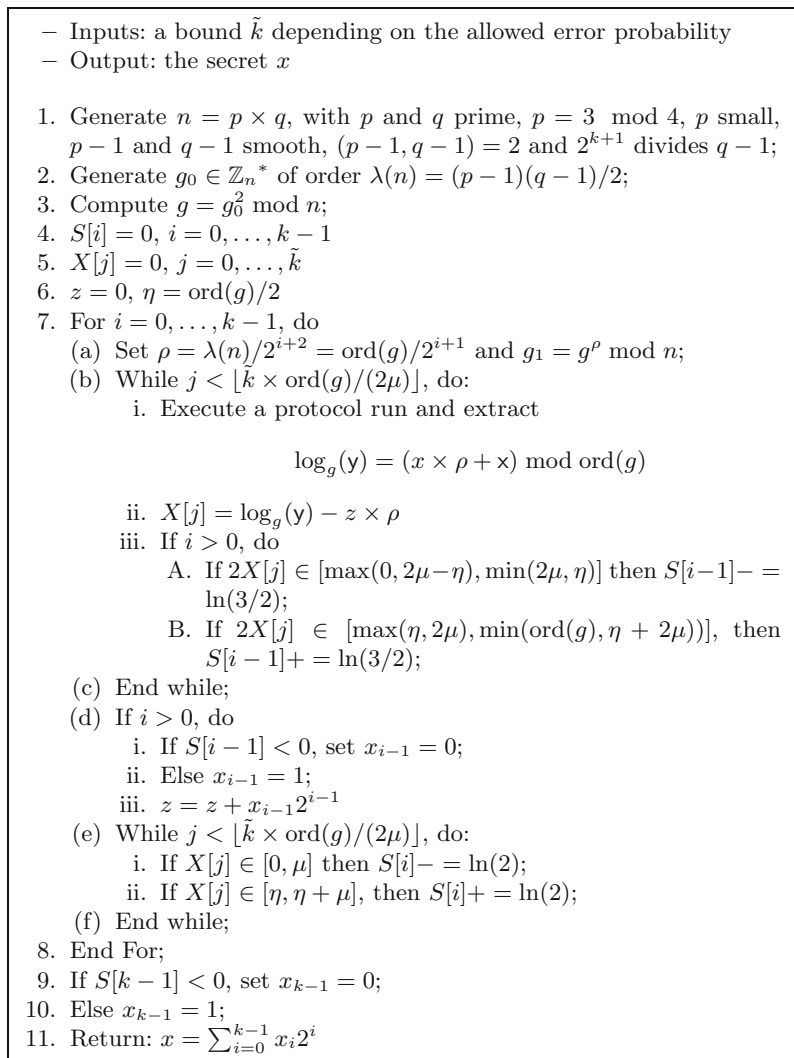 – Inputs: a bound k̃ depending on the allowed error probability
– Output: the secret x
1. Generate n = p × q, with p and q prime, p = 3 mod 4, p small,
p − 1 and q − 1 smooth, (p − 1, q − 1) = 2 and 2^{k+1} divides q − 1;
2. Generate g₀ ∈ ℤ_n* of order λ(n) = (p − 1)(q − 1)/2;
3. Compute g = g₀² mod n;
4. S[i] = 0, i = 0, . . . , k − 1
5. X[j] = 0, j = 0, . . . , k̃
6. z = 0, η = ord(g)/2
7. For i = 0, . . . , k − 1, do
(a) Set ρ = λ(n)/2^{i+2} = ord(g)/2^{i+1} and g₁ = g^ρ mod n;
(b) While j < ⌊k̃ × ord(g)/(2μ)⌋, do:
i. Execute a protocol run and extract
log_g(y) = (x × ρ + x) mod ord(g)
ii. X[j] = log_g(y) − z × ρ
iii. If i > 0, do
A. If 2X[j] ∈ [max(0, 2μ−η), min(2μ, η)] then S[i−1]− =
ln(3/2);
B. If 2X[j] ∈ [max(η, 2μ), min(ord(g), η + 2μ))], then
S[i − 1]+ = ln(3/2);
(c) End while;
(d) If i > 0, do
i. If S[i − 1] < 0, set x_{i−1} = 0;
ii. Else x_{i−1} = 1;
iii. z = z + x_{i−1}2^{i−1}
(e) While j < ⌊k̃ × ord(g)/(2μ)⌋, do:
i. If X[j] ∈ [0, μ] then S[i]− = ln(2);
ii. If X[j] ∈ [η, η + μ], then S[i]+ = ln(2);
(f) End while;
8. End For;
9. If S[k − 1] < 0, set x_{k−1} = 0;
10. Else x_{k−1} = 1;
11. Return: x = ∑_{i=0}^{k−1} x_i 2^i